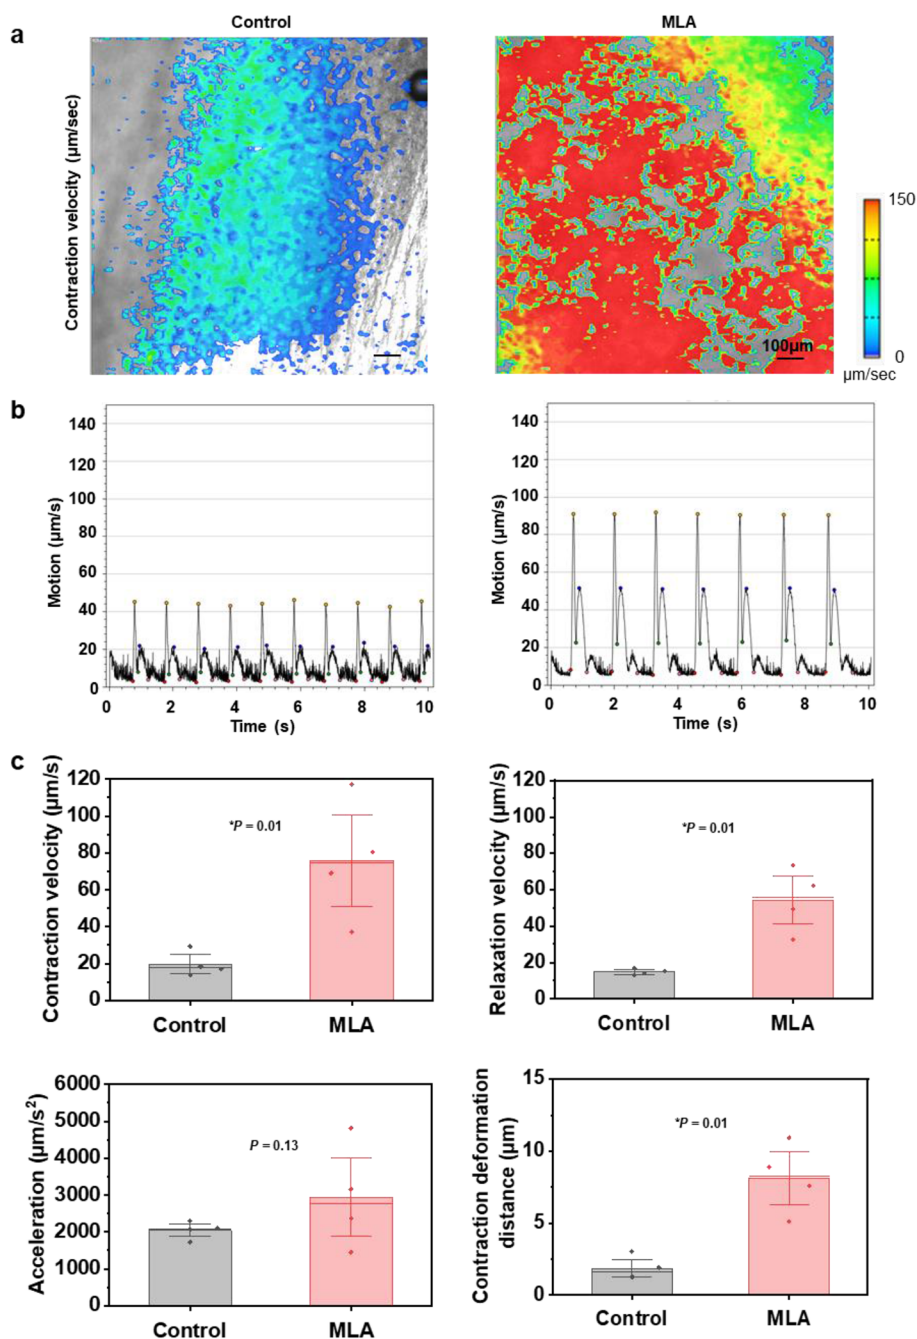 a
Control
MLA
Contraction velocity (µm/sec)
150
0
µm/sec
100µm
b
Motion (µm/s)
140
120
100
80
60
40
20
0
0 2 4 6 8 10
Time (s)
Motion (µm/s)
140
120
100
80
60
40
20
0
0 2 4 6 8 10
Time (s)
c
Contraction velocity (µm/s)
120
100
80
60
40
20
0
*P = 0.01
Control MLA
Relaxation velocity (µm/s)
120
100
80
60
40
20
0
*P = 0.01
Control MLA
Acceleration (µm/s²)
6000
5000
4000
3000
2000
1000
0
P = 0.13
Control MLA
Contraction deformation
distance (µm)
15
10
5
0
*P = 0.01
Control MLA